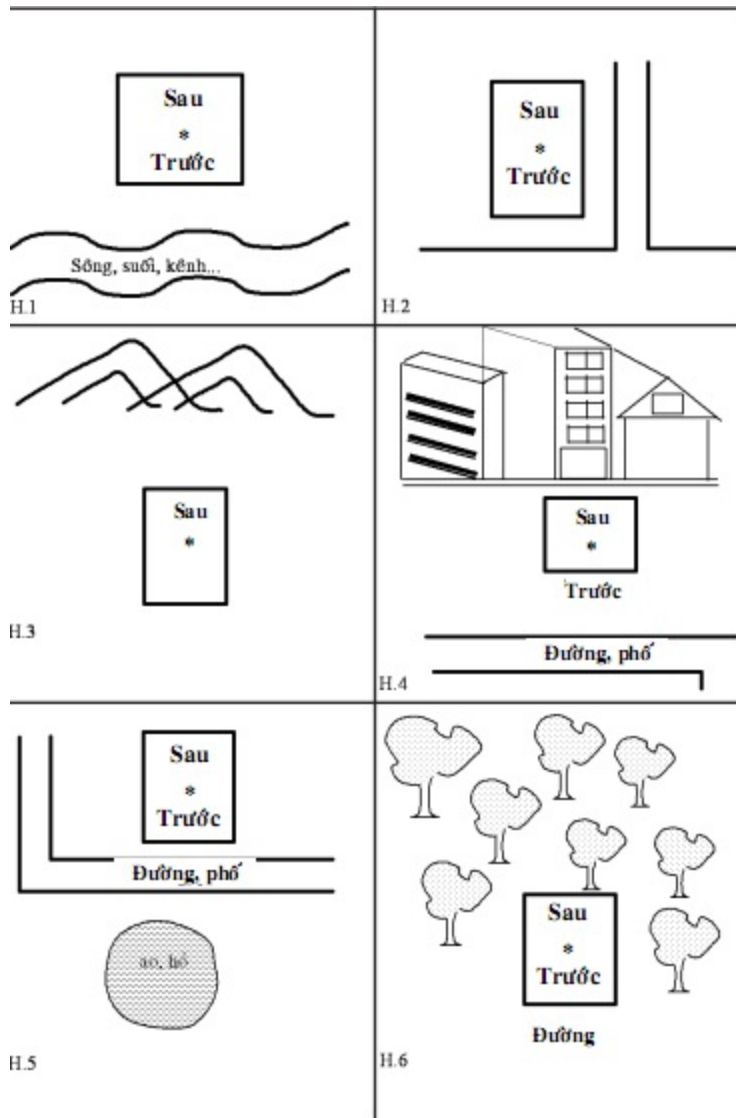 Sau
*
Trước
Sông, suối, kênh...
H.1
Sau
*
Trước
H.2
Sau
*
H.3
Sau
*
Trước
Đường, phố
H.4
Sau
*
Trước
Đường, phố
ao, hồ
H.5
Sau
*
Trước
Đường
H.6